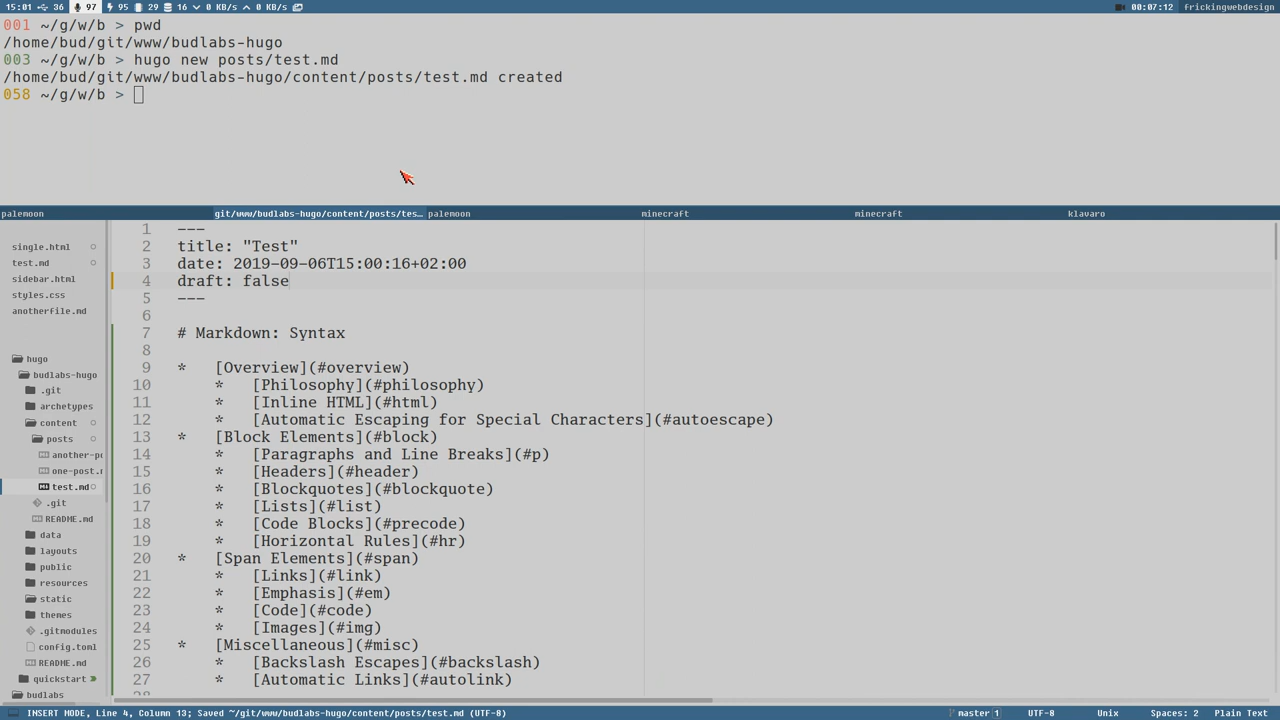 15:01 36 97 95 29 16 0 KB/s 0 KB/s 00:07:12 frickingwebdesign
001 ~/g/w/b > pwd
/home/bud/git/www/budlabs-hugo
003 ~/g/w/b > hugo new posts/test.md
/home/bud/git/www/budlabs-hugo/content/posts/test.md created
058 ~/g/w/b >
palemoon git/www/budlabs-hugo/content/posts/tes… palemoon minecraft minecraft klavaro
single.html
test.md
sidebar.html
styles.css
anotherfile.md
hugo
budlabs-hugo
.git
archetypes
content
posts
another-po
one-post.r
test.md
.git
README.md
data
layouts
public
resources
static
themes
.gitmodules
config.toml
README.md
quickstart
budlabs
1 ---
2 title: "Test"
3 date: 2019-09-06T15:00:16+02:00
4 draft: false
5 ---
6
7 # Markdown: Syntax
8
9 * [Overview](#overview)
10 * [Philosophy](#philosophy)
11 * [Inline HTML](#html)
12 * [Automatic Escaping for Special Characters](#autoescape)
13 * [Block Elements](#block)
14 * [Paragraphs and Line Breaks](#p)
15 * [Headers](#header)
16 * [Blockquotes](#blockquote)
17 * [Lists](#list)
18 * [Code Blocks](#precode)
19 * [Horizontal Rules](#hr)
20 * [Span Elements](#span)
21 * [Links](#link)
22 * [Emphasis](#em)
23 * [Code](#code)
24 * [Images](#img)
25 * [Miscellaneous](#misc)
26 * [Backslash Escapes](#backslash)
27 * [Automatic Links](#autolink)
28
INSERT MODE, Line 4, Column 13; Saved ~/git/www/budlabs-hugo/content/posts/test.md (UTF-8) master 1 UTF-8 Unix Spaces: 2 Plain Text